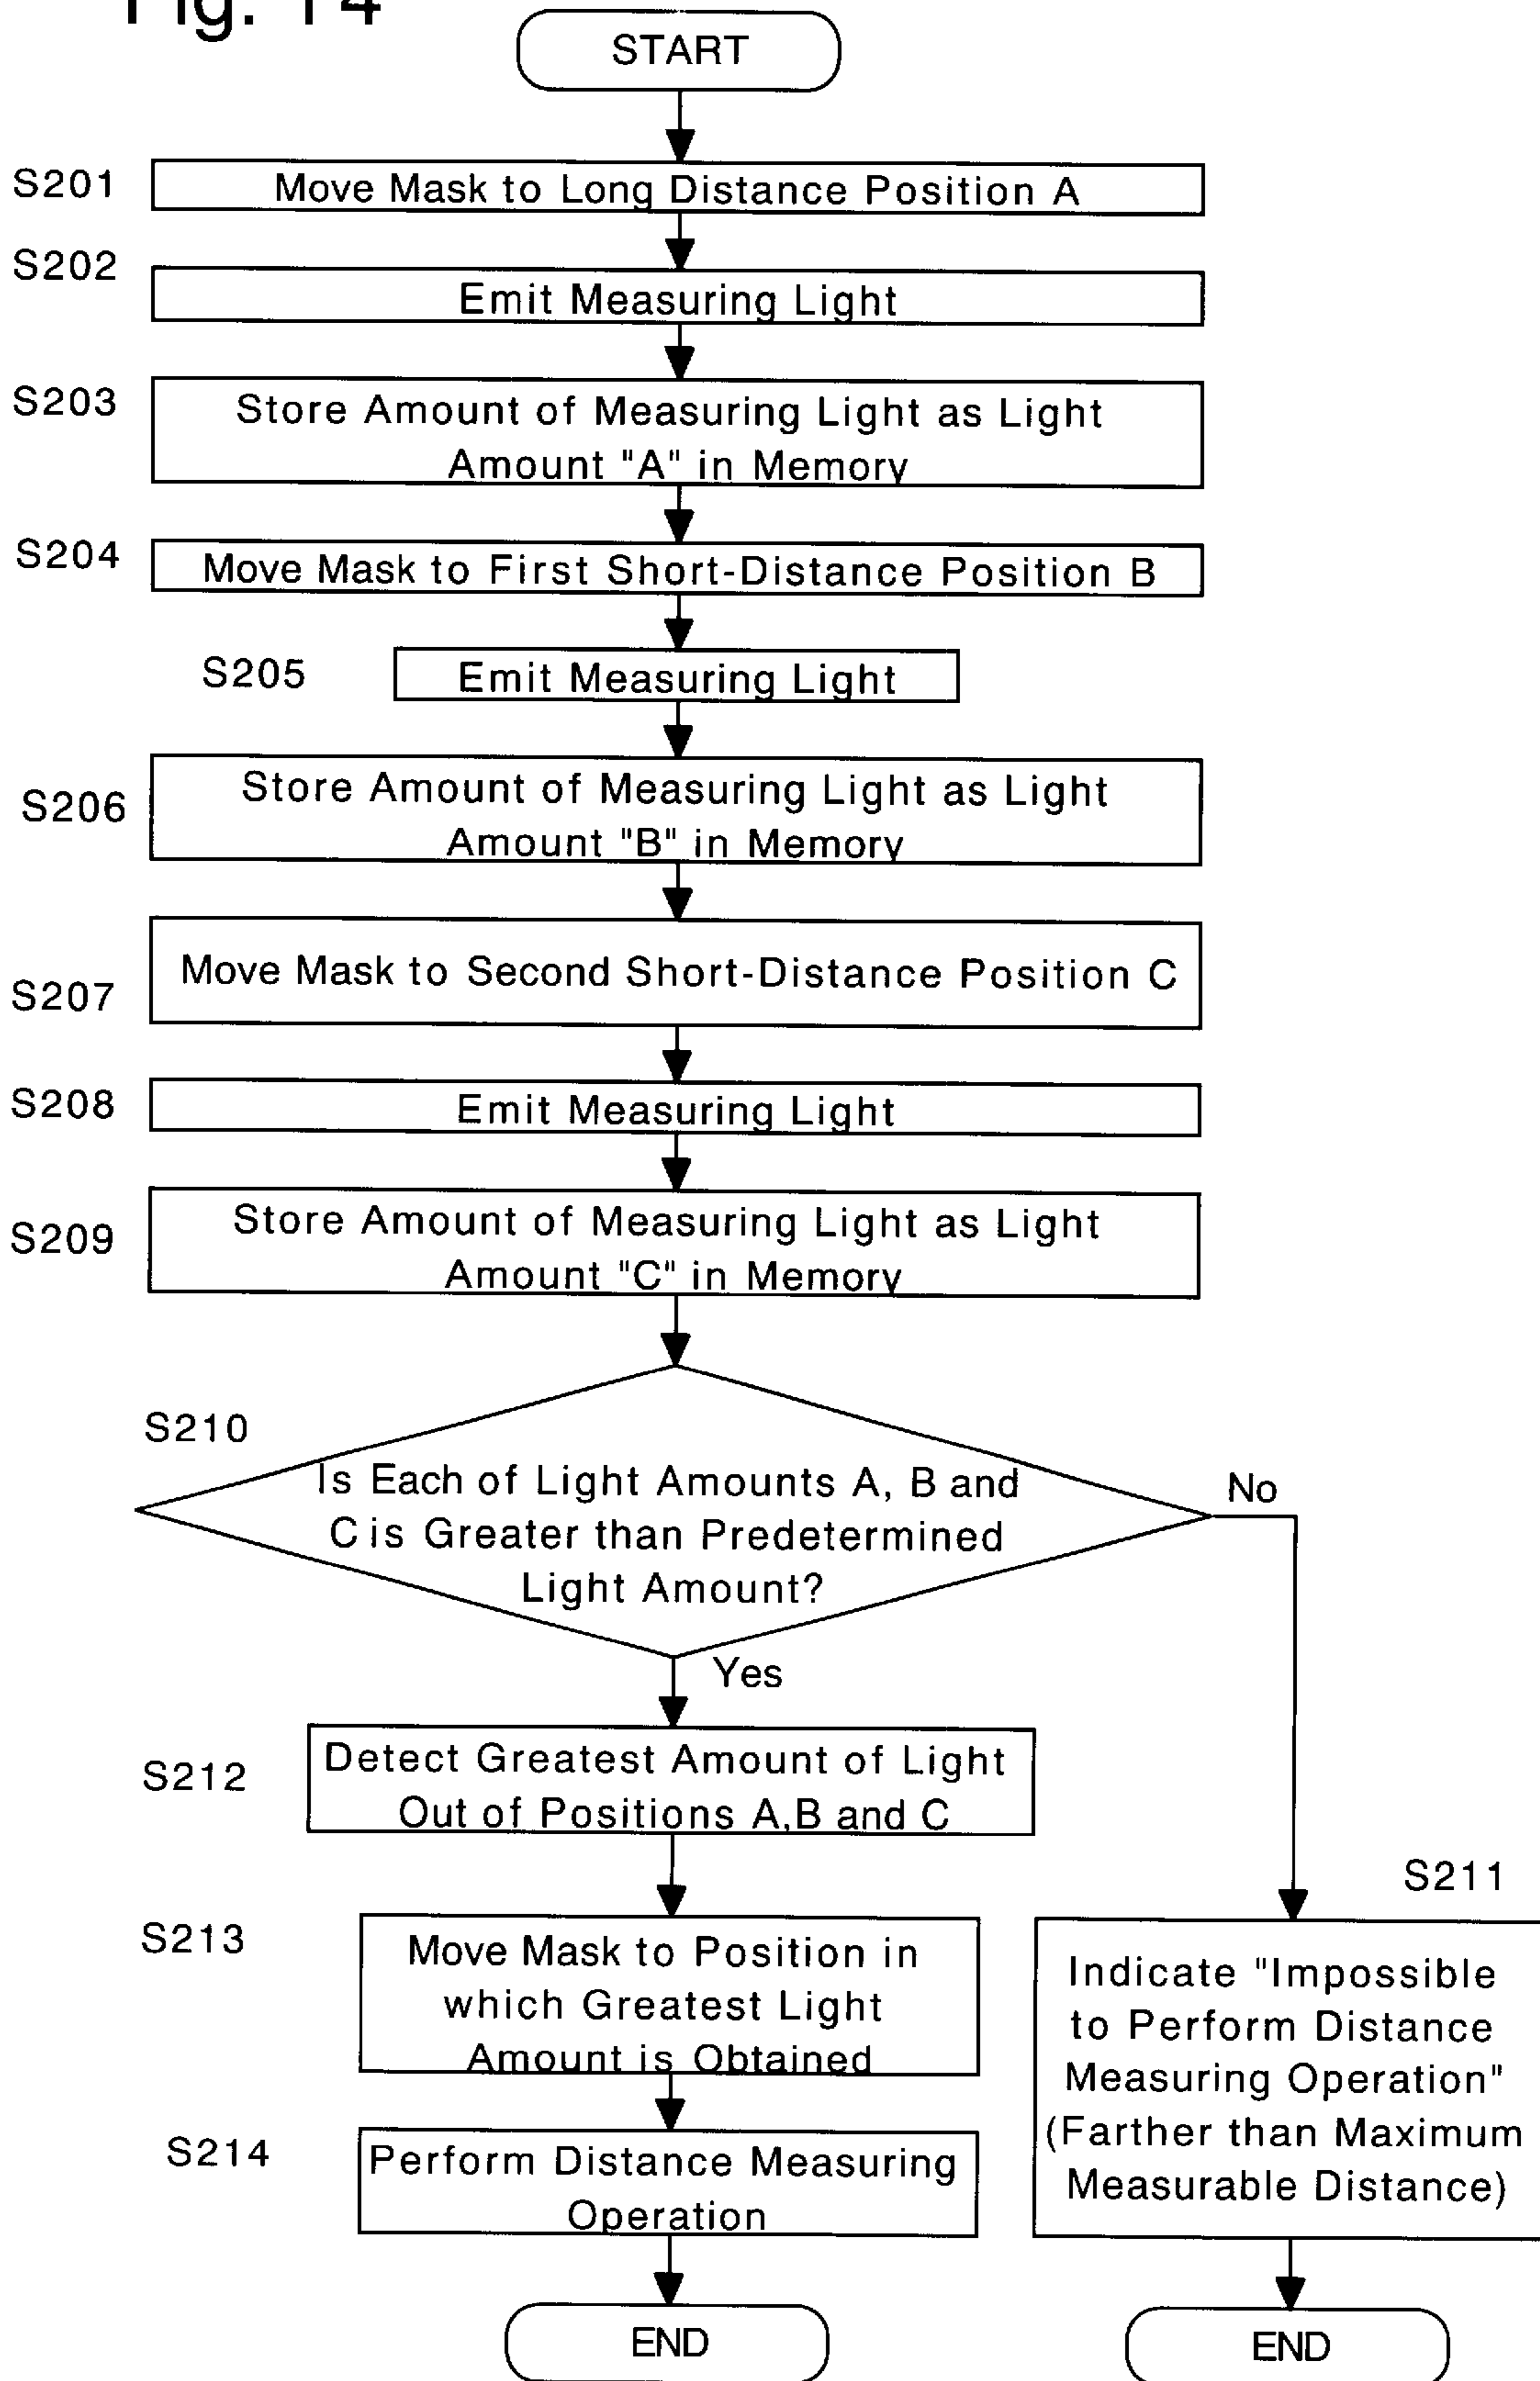 Fig. 14
START
S201
Move Mask to Long Distance Position A
S202
Emit Measuring Light
S203
Store Amount of Measuring Light as Light
Amount "A" in Memory
S204
Move Mask to First Short-Distance Position B
S205
Emit Measuring Light
S206
Store Amount of Measuring Light as Light
Amount "B" in Memory
S207
Move Mask to Second Short-Distance Position C
S208
Emit Measuring Light
S209
Store Amount of Measuring Light as Light
Amount "C" in Memory
S210
Is Each of Light Amounts A, B and
C is Greater than Predetermined
Light Amount?
No
Yes
S212
Detect Greatest Amount of Light
Out of Positions A,B and C
S213
Move Mask to Position in
which Greatest Light
Amount is Obtained
S214
Perform Distance Measuring
Operation
END
S211
Indicate "Impossible
to Perform Distance
Measuring Operation"
(Farther than Maximum
Measurable Distance)
END